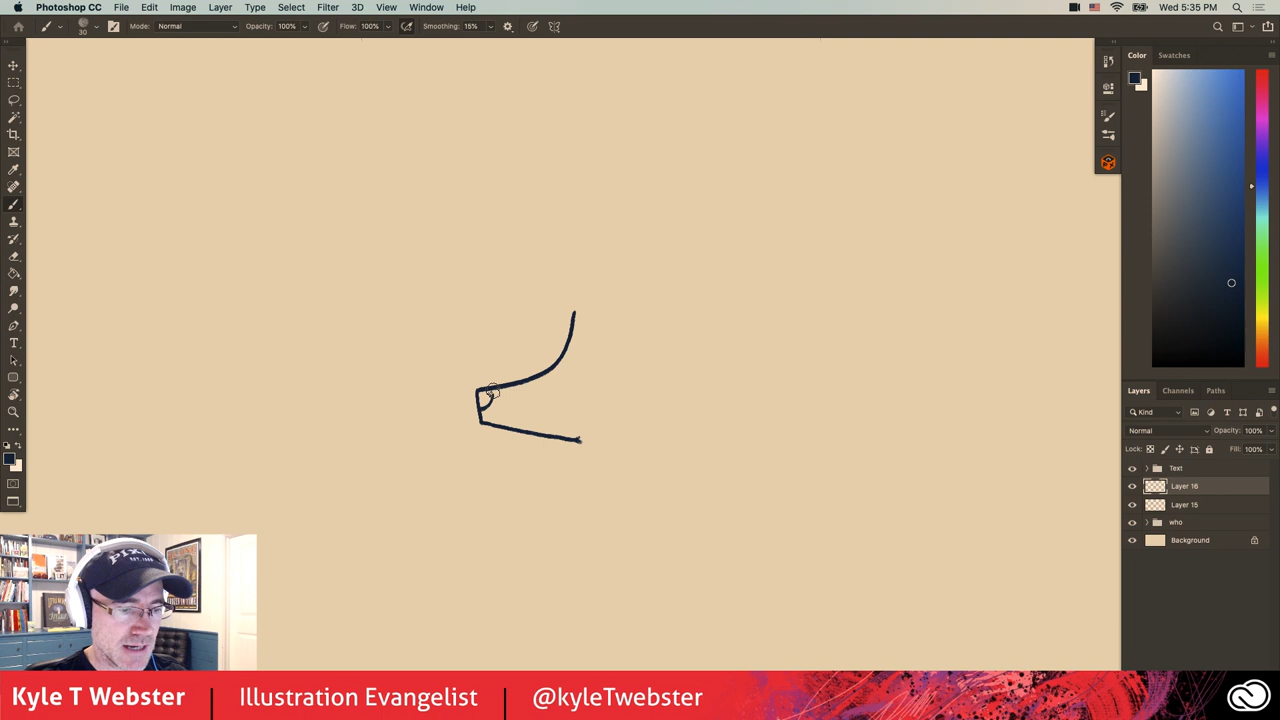 Photoshop CC File Edit Image Layer Type Select Filter 3D View Window Help Wed 5:35 PM
30 Mode: Normal Opacity: 100% Flow: 100% Smoothing: 15%
Color Swatches
Layers Channels Paths
Kind
Normal Opacity: 100%
Lock: Fill: 100%
Text
Layer 16
Layer 15
who
Background
Kyle T Webster | Illustration Evangelist | @kyleTwebster